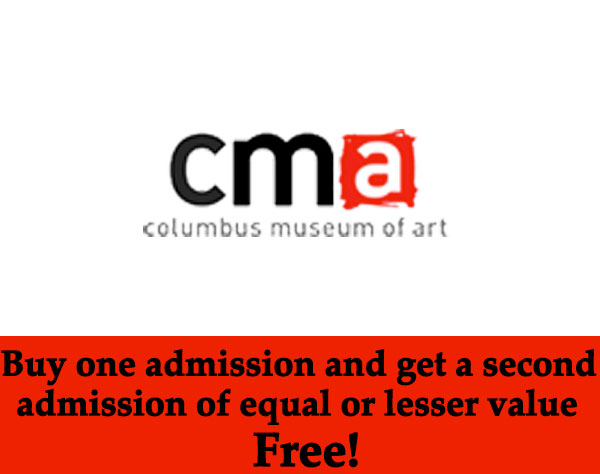 cma
columbus museum of art
Buy one admission and get a second
admission of equal or lesser value
Free!